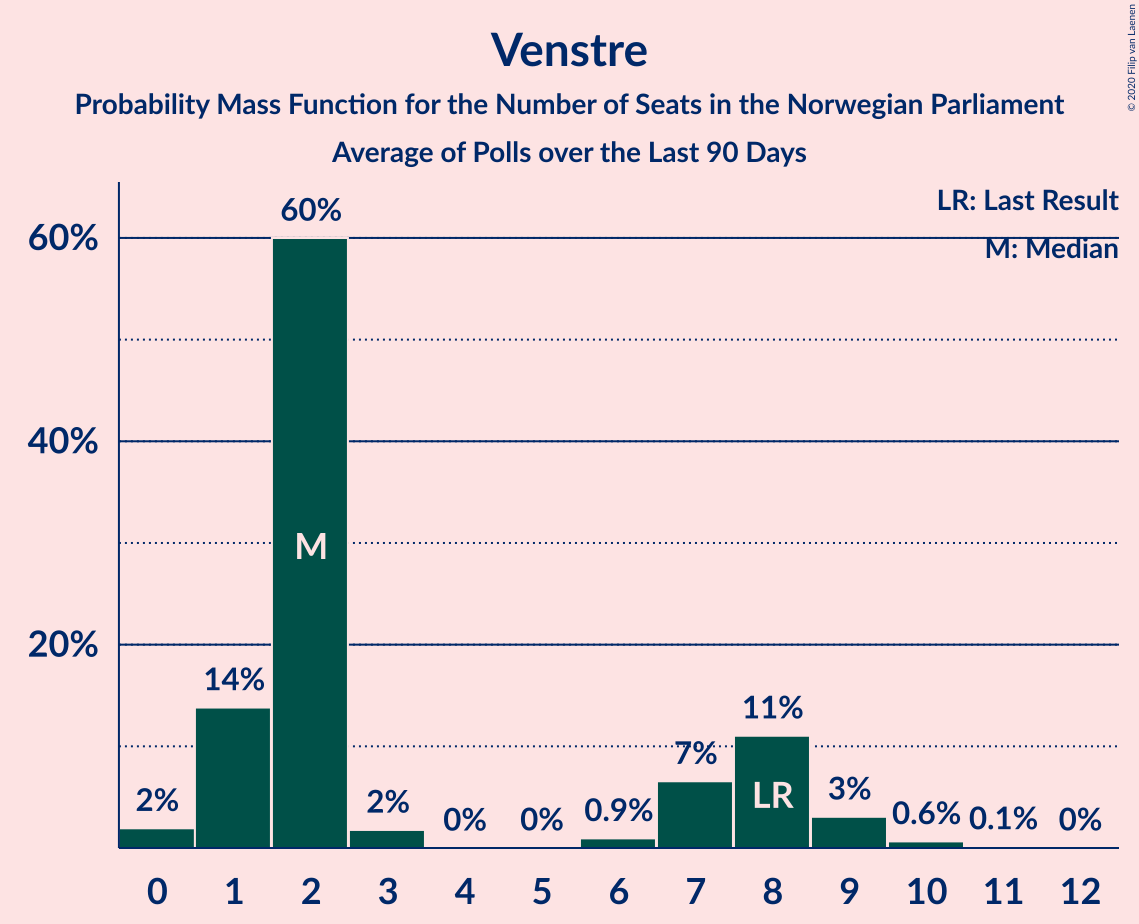 Venstre
Probability Mass Function for the Number of Seats in the Norwegian Parliament
Average of Polls over the Last 90 Days
© 2020 Filip van Laenen
LR: Last Result
M: Median
60%
40%
20%
2%
14%
60%
2%
0%
0%
0.9%
7%
11%
3%
0.6%
0.1%
0%
M
LR
0 1 2 3 4 5 6 7 8 9 10 11 12